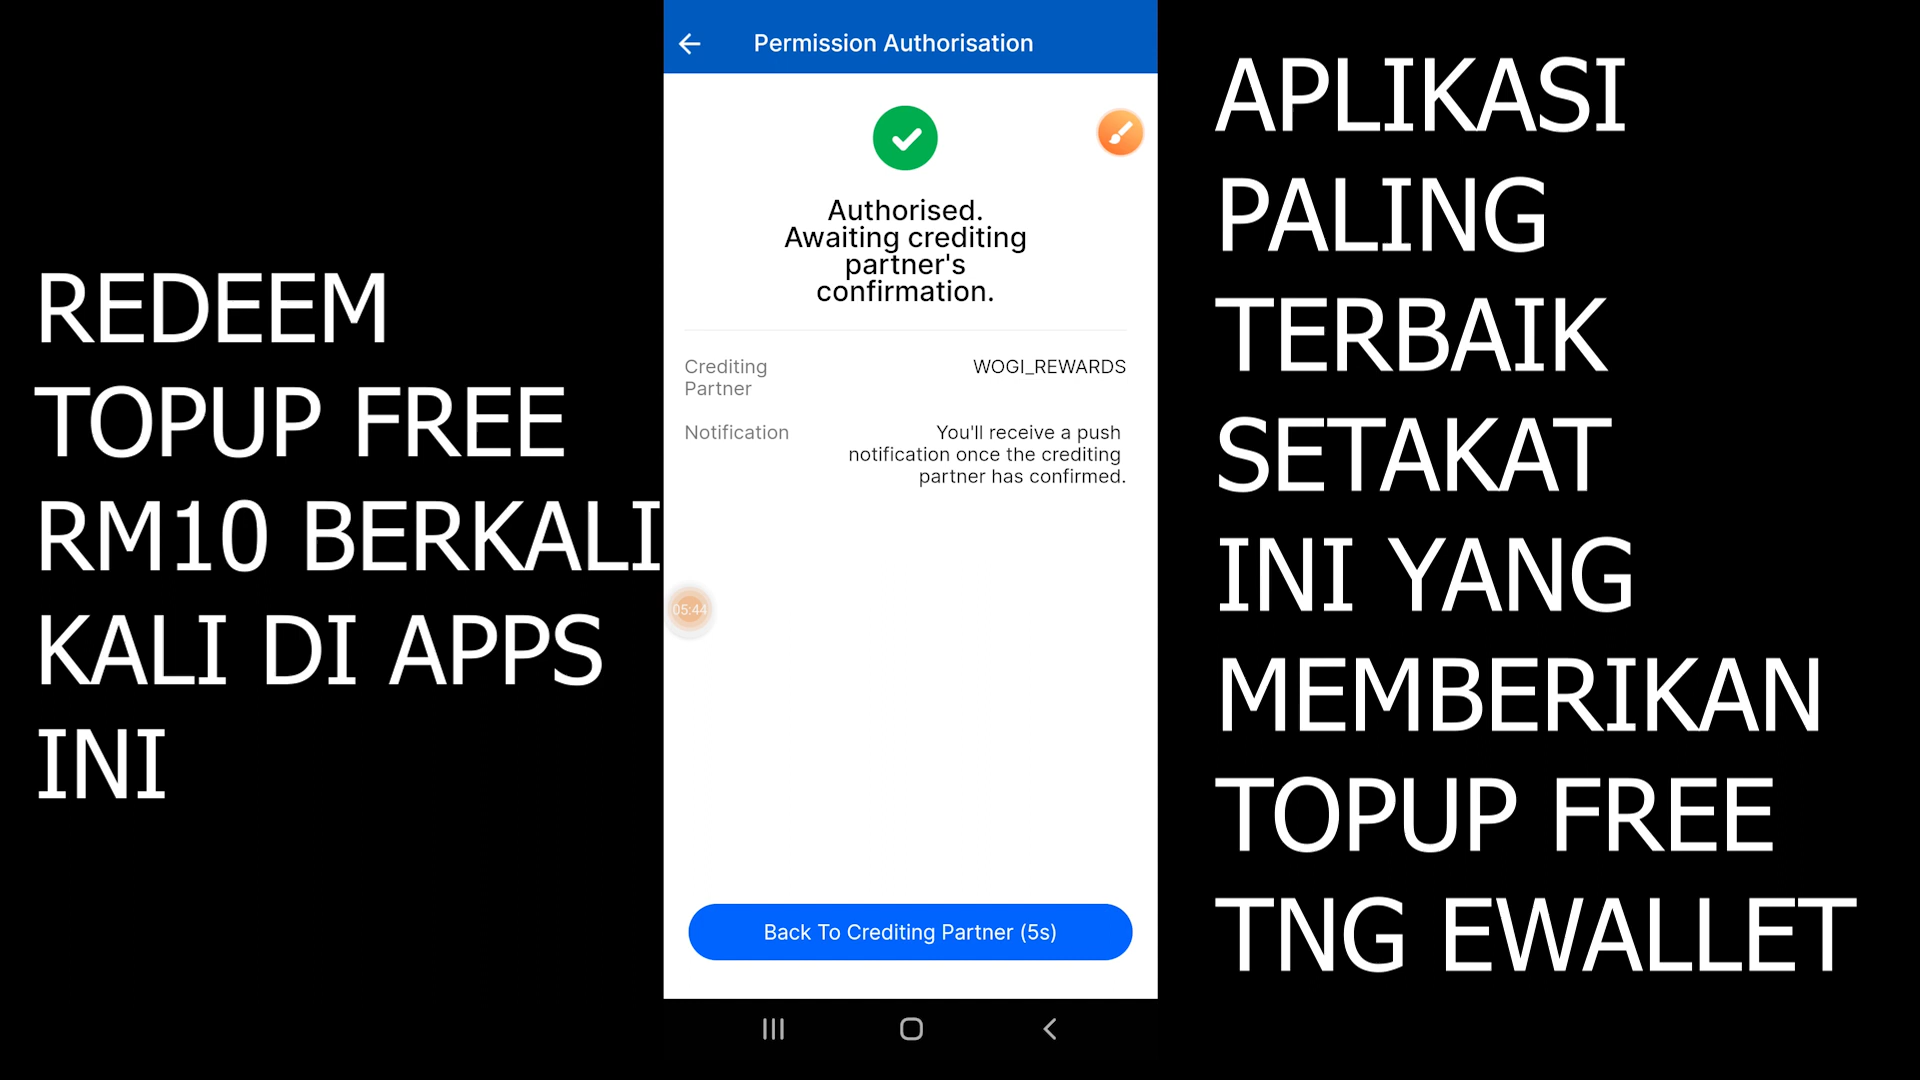 REDEEM
TOPUP FREE
RM10 BERKALI
KALI DI APPS
INI
Permission Authorisation
Authorised.
Awaiting crediting
partner's
confirmation.
Crediting
Partner
WOGI_REWARDS
Notification
You'll receive a push
notification once the crediting
partner has confirmed.
05:44
Back To Crediting Partner (5s)
APLIKASI
PALING
TERBAIK
SETAKAT
INI YANG
MEMBERIKAN
TOPUP FREE
TNG EWALLET